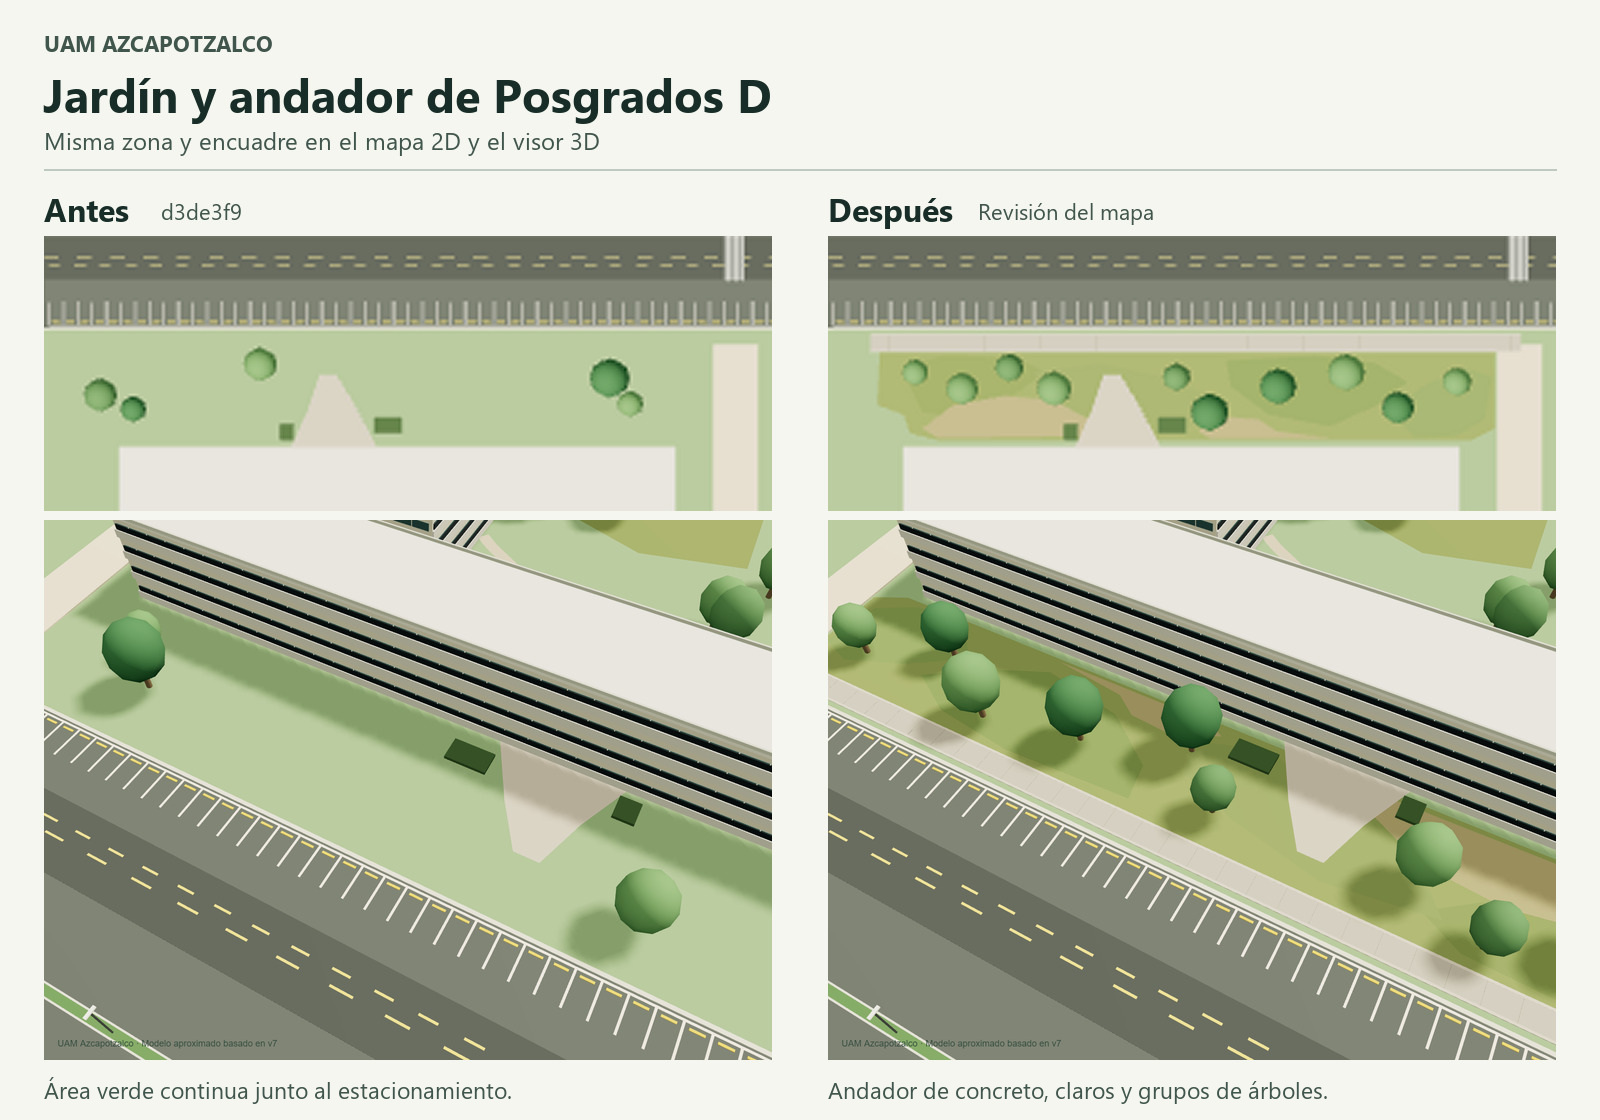 UAM AZCAPOTZALCO
Jardín y andador de Posgrados D
Misma zona y encuadre en el mapa 2D y el visor 3D
Antes d3de3f9
Después Revisión del mapa
UAM Azcapotzalco · Modelo aproximado basado en v7
UAM Azcapotzalco · Modelo aproximado basado en v7
Área verde continua junto al estacionamiento.
Andador de concreto, claros y grupos de árboles.